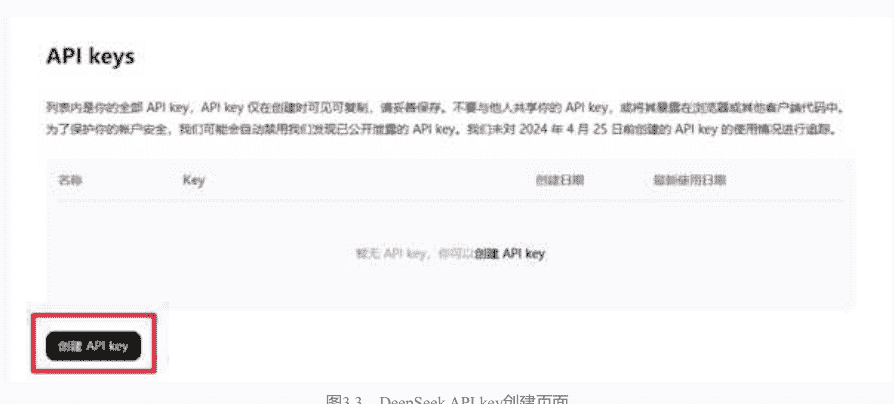 API keys
列表内是你的全部 API key，API key 仅在创建时可见可复制，请妥善保存。不要与他人共享你的 API key，或将其暴露在浏览器或其他客户端代码中。
为了保护你的帐户安全，我们可能会自动禁用我们发现已公开泄露的 API key。我们未对 2024 年 4 月 25 日前创建的 API key 的使用情况进行追踪。
名称 Key 创建日期 最新使用日期
暂无 API key，你可以创建 API key
创建 API key
图3.3 DeepSeek API key创建页面